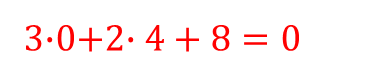 3·0+2· 4 + 8 = 0